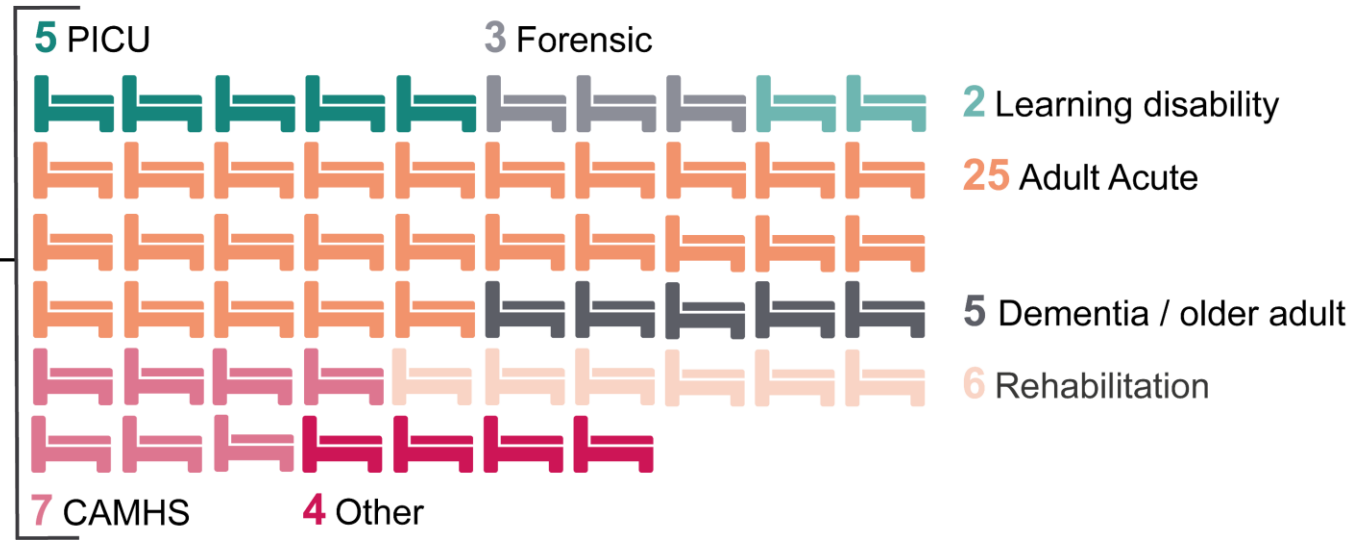 5 PICU
3 Forensic
2 Learning disability
25 Adult Acute
5 Dementia / older adult
6 Rehabilitation
7 CAMHS
4 Other